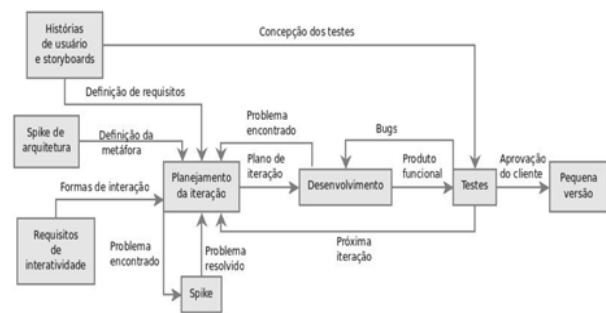 Histórias
de usuário
e storyboards
Concepção dos testes
Definição de requisitos
Spike de
arquitetura
Definição da
metáfora
Problema
encontrado
Bugs
Formas de interação
Planejamento
da iteração
Plano de
iteração
Desenvolvimento
Produto
funcional
Testes
Aprovação
do cliente
Pequena
versão
Requisitos
de
interatividade
Problema
encontrado
Problema
resolvido
Próxima
iteração
Spike